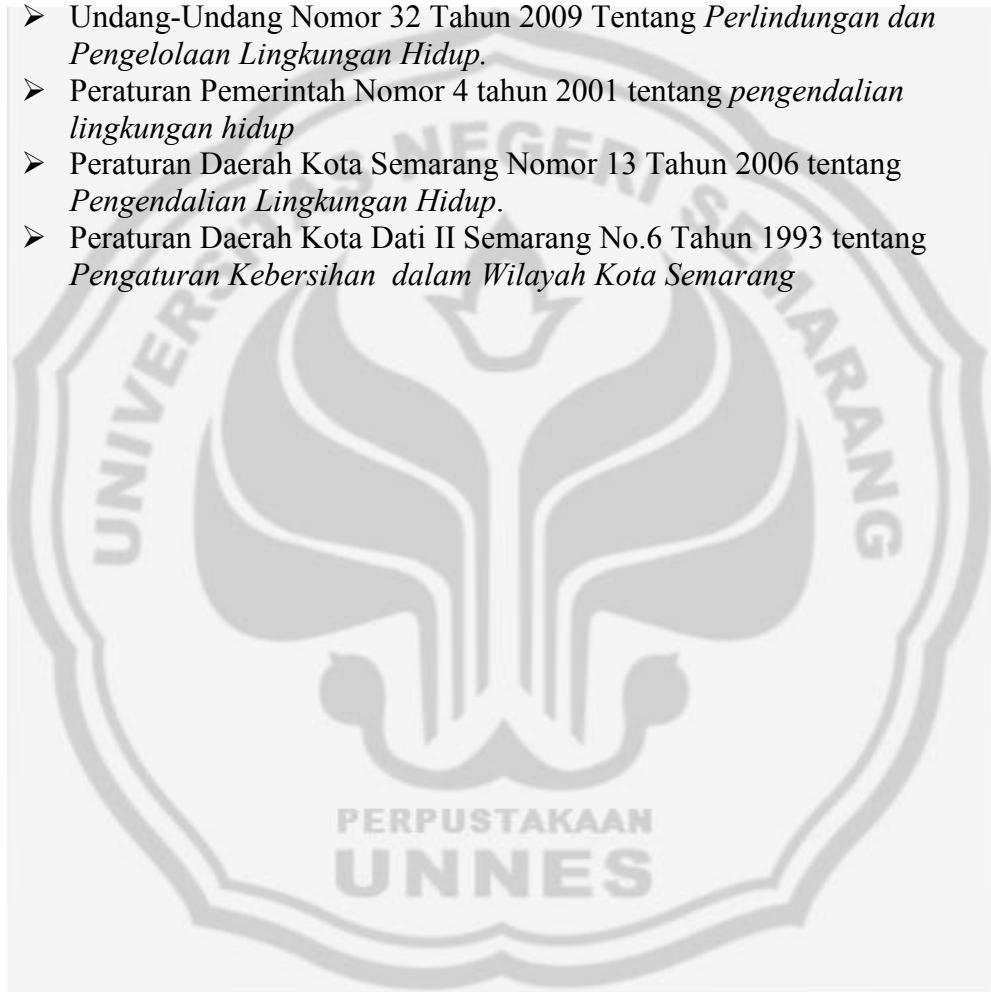 ➢ Undang-Undang Nomor 32 Tahun 2009 Tentang Perlindungan dan
Pengelolaan Lingkungan Hidup.
➢ Peraturan Pemerintah Nomor 4 tahun 2001 tentang pengendalian
lingkungan hidup
➢ Peraturan Daerah Kota Semarang Nomor 13 Tahun 2006 tentang
Pengendalian Lingkungan Hidup.
➢ Peraturan Daerah Kota Dati II Semarang No.6 Tahun 1993 tentang
Pengaturan Kebersihan dalam Wilayah Kota Semarang
UNIVERSITAS NEGERI SEMARANG
PERPUSTAKAAN
UNNES